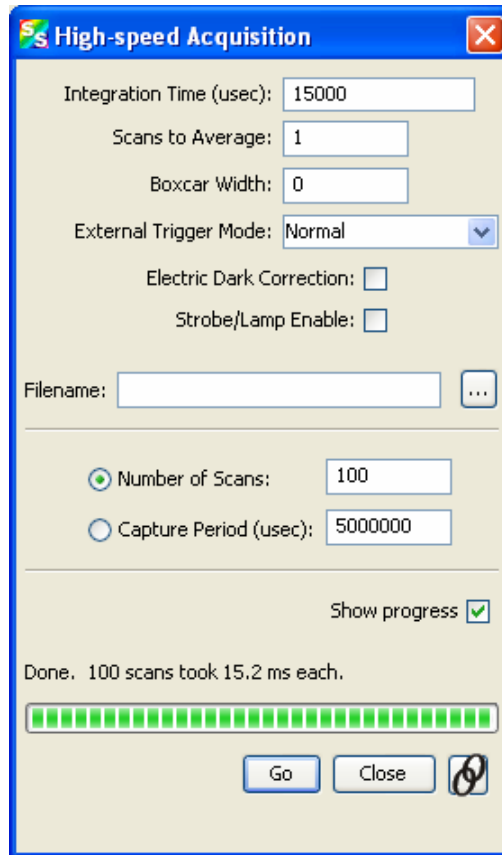 SS High-speed Acquisition
Integration Time (usec): 15000
Scans to Average: 1
Boxcar Width: 0
External Trigger Mode: Normal
Electric Dark Correction:
Strobe/Lamp Enable:
Filename: ...
Number of Scans: 100
Capture Period (usec): 5000000
Show progress
Done. 100 scans took 15.2 ms each.
Go Close